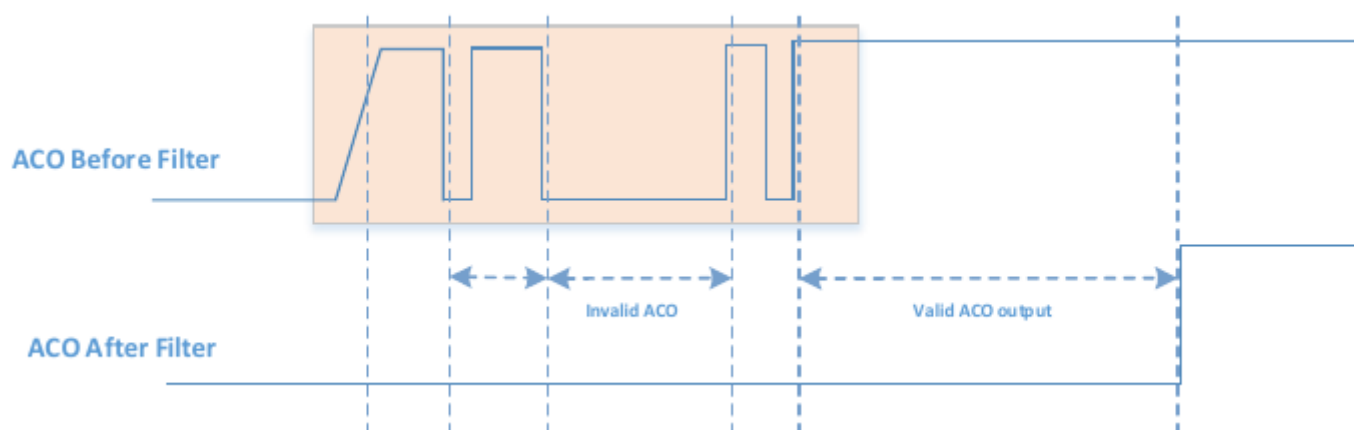 ACO Before Filter
Invalid ACO
Valid ACO output
ACO After Filter